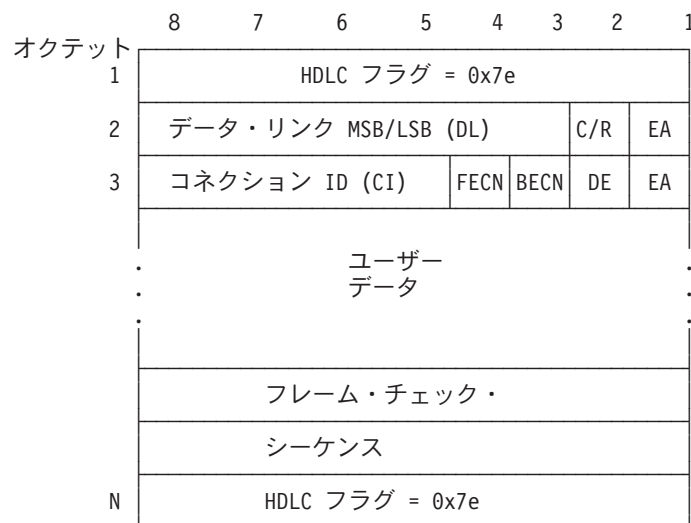 8 7 6 5 4 3 2 1
オクテット
1 HDLC フラグ = 0x7e
2 データ・リンク MSB/LSB (DL) C/R EA
3 コネクション ID (CI) FECN BECN DE EA
ユーザー
データ
フレーム・チェック・
シーケンス
N HDLC フラグ = 0x7e